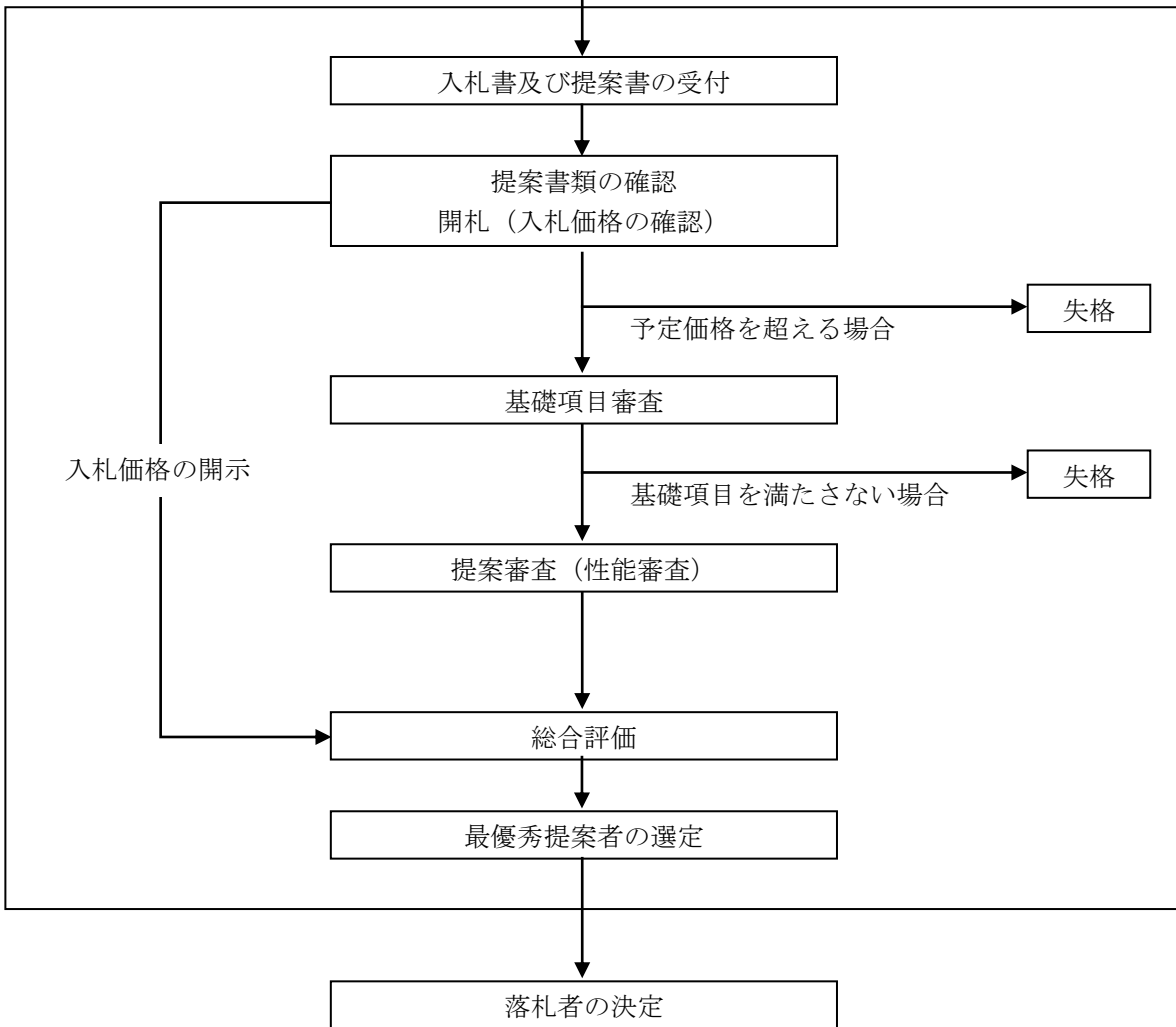 入札書及び提案書の受付
提案書類の確認
開札（入札価格の確認）
失格
予定価格を超える場合
基礎項目審査
入札価格の開示
失格
基礎項目を満たさない場合
提案審査（性能審査）
総合評価
最優秀提案者の選定
落札者の決定